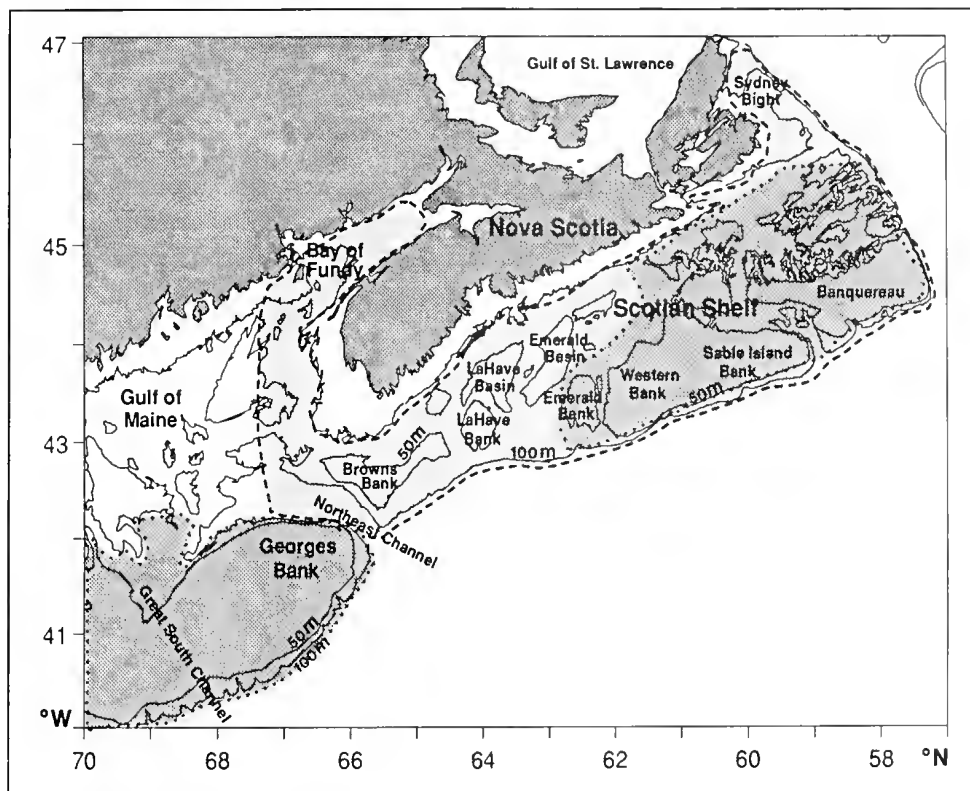 47
Gulf of St. Lawrence
Sydney
Bight
45
Nova Scotia
Bay of
Fundy
Banquereau
Scotian Shelf
Emerald
Besin
Sable Island
Bank
LaHave
Basin
Western
Bank
50m
Gulf of
Maine
Emerald
Bank
LaHave
Bank
43
50m
100m
Browns
Bank
Northeast Channel
Georges
Bank
Great South Channel
41
50m
100m
°W
70
68
66
64
62
60
58
°N